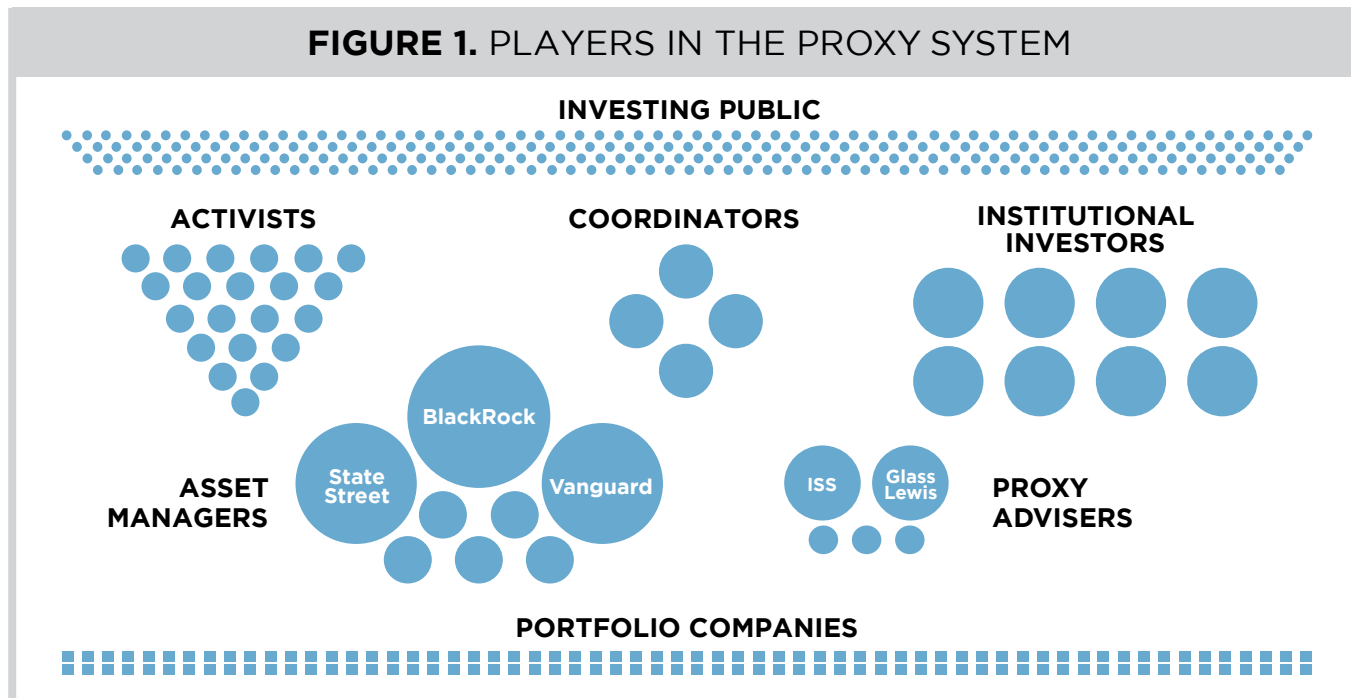 FIGURE 1. PLAYERS IN THE PROXY SYSTEM
INVESTING PUBLIC
ACTIVISTS
COORDINATORS
INSTITUTIONAL
INVESTORS
BlackRock
State
Street
Vanguard
ASSET
MANAGERS
ISS
Glass
Lewis
PROXY
ADVISERS
PORTFOLIO COMPANIES